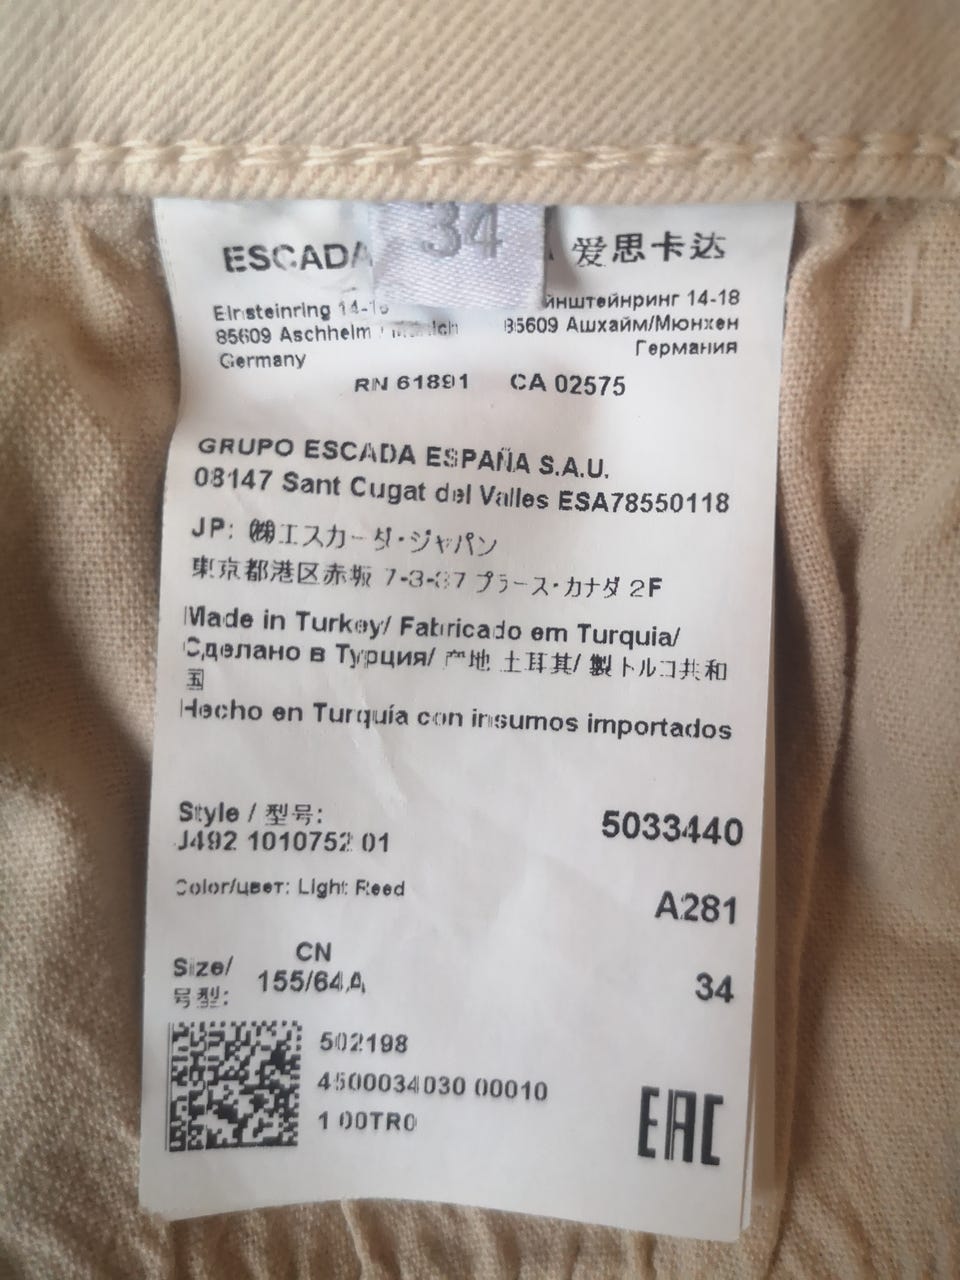 34
ESCADA 爱思卡达
Einsteinring 14-18
85609 Aschheim / Munich
Germany
йнштейнринг 14-18
85609 Ашхайм/Мюнхен
Германия
RN 61891 CA 02575
GRUPO ESCADA ESPAÑA S.A.U.
08147 Sant Cugat del Valles ESA78550118
JP: ㈱エスカーダ・ジャパン
東京都港区赤坂 7-3-37 プラース・カナダ 2F
Made in Turkey/ Fabricado em Turquia/
Сделано в Турция/ 产地 土耳其/ 製トルコ共和
国
Hecho en Turquía con insumos importados
Style / 型号:
J492 1010752 01
5033440
Color/цвет: Light Reed
A281
Size/
号型:
CN
155/64A
34
502198
4500034030 00010
1 00TR0
EAC